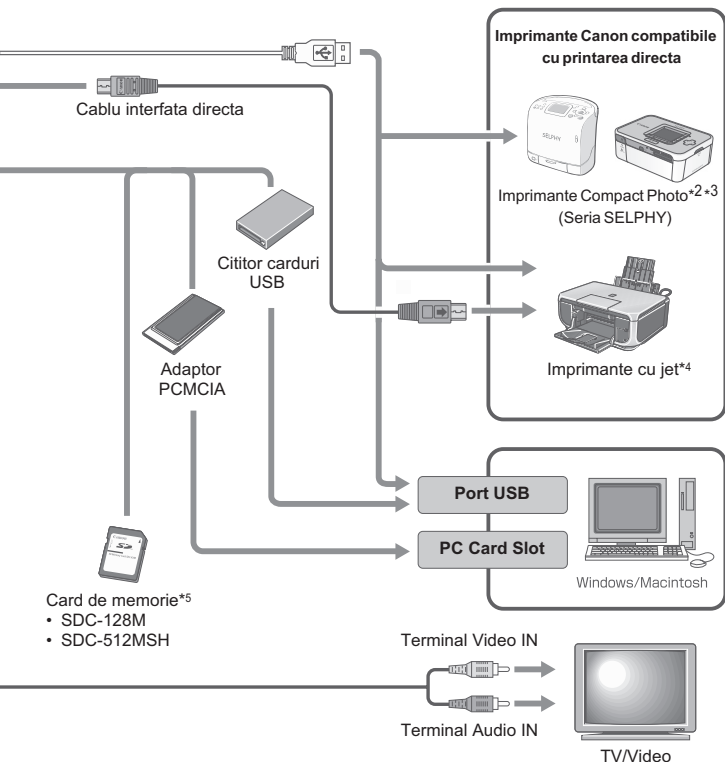 Imprimante Canon compatibile
cu printarea directa
Cablu interfata directa
SELPHY
Imprimante Compact Photo*2*3
(Seria SELPHY)
Cititor carduri
USB
Adaptor
PCMCIA
Imprimante cu jet*4
Port USB
PC Card Slot
Windows/Macintosh
Canon
SD
Card de memorie*5
• SDC-128M
• SDC-512MSH
Terminal Video IN
Terminal Audio IN
TV/Video